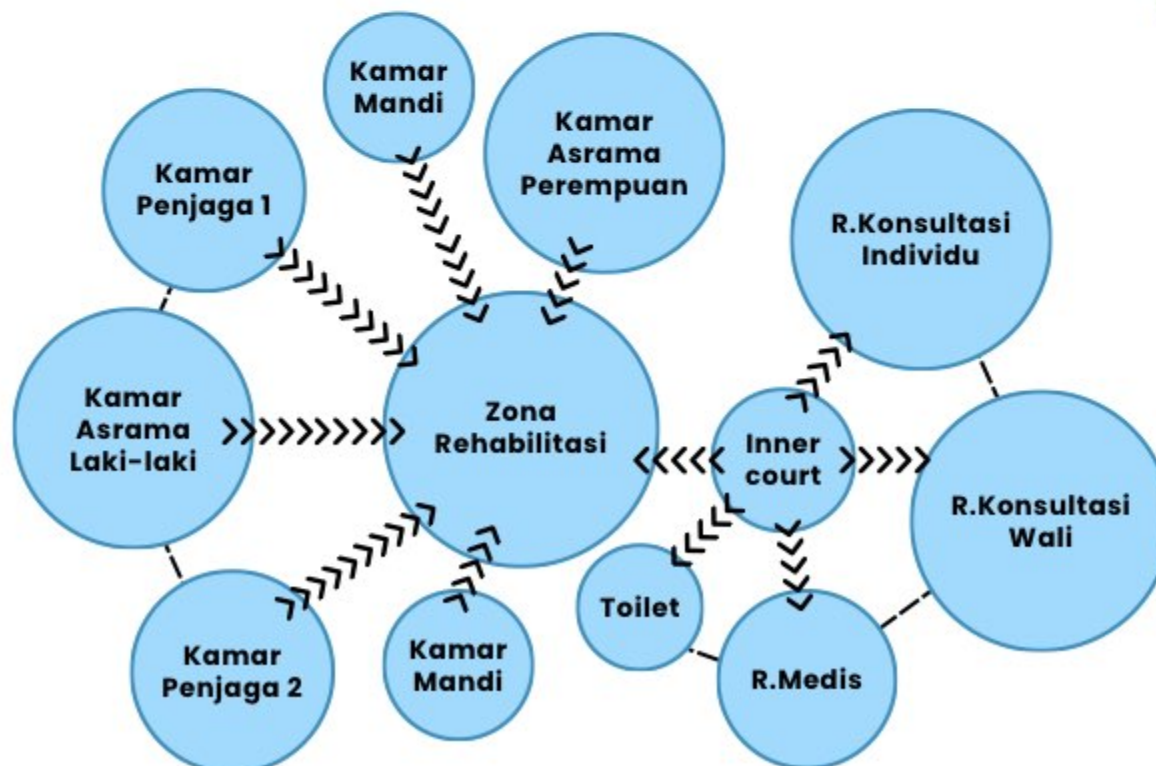 Kamar
Mandi
Kamar
Asrama
Perempuan
Kamar
Penjaga 1
R.Konsultasi
Individu
Kamar
Asrama
Laki-laki
Zona
Rehabilitasi
Inner
court
R.Konsultasi
Wali
Toilet
Kamar
Mandi
Kamar
Penjaga 2
R.Medis